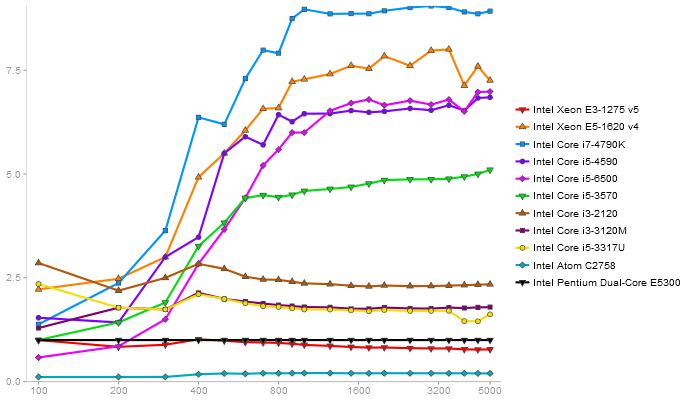 7.5
5.0
2.5
0.0
100
200
400
800
1600
3200
5000
Intel Xeon E3-1275 v5
Intel Xeon E5-1620 v4
Intel Core i7-4790K
Intel Core i5-4590
Intel Core i5-6500
Intel Core i5-3570
Intel Core i3-2120
Intel Core i3-3120M
Intel Core i5-3317U
Intel Atom C2758
Intel Pentium Dual-Core E5300